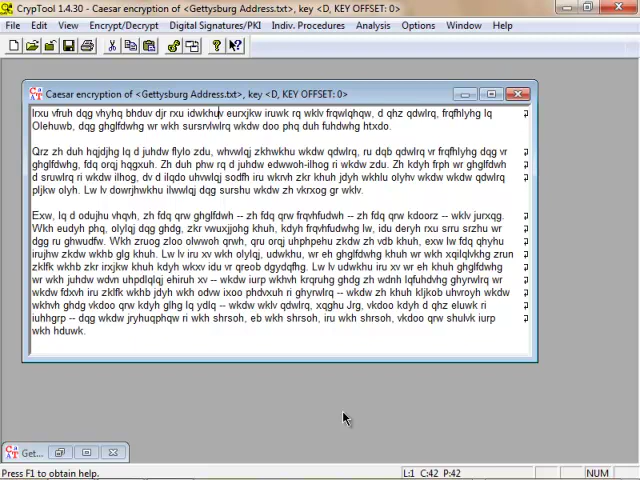 CrypTool 1.4.30 - Caesar encryption of <Gettysburg Address.txt>, key <D, KEY OFFSET: 0>
File Edit View Encrypt/Decrypt Digital Signatures/PKI Indiv. Procedures Analysis Options Window Help
Caesar encryption of <Gettysburg Address.txt>, key <D, KEY OFFSET: 0>
Irxu vfruh dqg vhyhq bhduv djr rxu idwkhuv eurxjkw iruwk rq wklv frqwlqhqw, d qhz qdwlrq, frqfhlyhg lq
Olehuwb, dqg ghglfdwhg wr wkh sursrvlwlrq wkdw doo phq duh fuhdwhg htxdo.
Qrz zh duh hqjdjhg lq d juhdw flylo zdu, whvwlqj zkhwkhu wkdw qdwlrq, ru dqb qdwlrq vr frqfhlyhg dqg vr
ghglfdwhg, fdq orqj hqgxuh. Zh duh phw rq d juhdw edwwoh-ilhog ri wkdw zdu. Zh kdyh frph wr ghglfdwh
d sruwlrq ri wkdw ilhog, dv d ilqdo uhvwlqj sodfh iru wkrvh zkr khuh jdyh wkhlu olyhv wkdw wkdw qdwlrq
pljkw olyh. Lw lv dowrjhwkhu ilwwlqj dqg surshu wkdw zh vkrxog gr wklv.
Exw, lq d odujhu vhqvh, zh fdq qrw ghglfdwh -- zh fdq qrw frqvhfudwh -- zh fdq qrw kdoorz -- wklv jurxqg.
Wkh eudyh phq, olylqj dqg ghdg, zkr vwuxjjohg khuh, kdyh frqvhfudwhg lw, idu deryh rxu srru srzhu wr
dgg ru ghwudfw. Wkh zruog zloo olwwoh qrwh, qru orqj uhphpehu zkdw zh vdb khuh, exw lw fdq qhyhu
irujhw zkdw wkhb glg khuh. Lw lv iru xv wkh olylqj, udwkhu, wr eh ghglfdwhg khuh wr wkh xqilqlvkhg zrun
zklfk wkhb zkr irxjkw khuh kdyh wkxv idu vr qreob dgydqfhg. Lw lv udwkhu iru xv wr eh khuh ghglfdwhg
wr wkh juhdw wdvn uhpdlqlqj ehiruh xv -- wkdw iurp wkhvh krqruhg ghdg zh wdnh lqfuhdvhg ghyrwlrq wr
wkdw fdxvh iru zklfk wkhb jdyh wkh odvw ixoo phdvxuh ri ghyrwlrq -- wkdw zh khuh kljkob uhvroyh wkdw
wkhvh ghdg vkdoo qrw kdyh glhg lq ydlq -- wkdw wklv qdwlrq, xqghu Jrg, vkdoo kdyh d qhz eluwk ri
iuhhgrp -- dqg wkdw jryhuqphqw ri wkh shrsoh, eb wkh shrsoh, iru wkh shrsoh, vkdoo qrw shulvk iurp
wkh hduwk.
Get...
Press F1 to obtain help. L:1 C:42 P:42 NUM